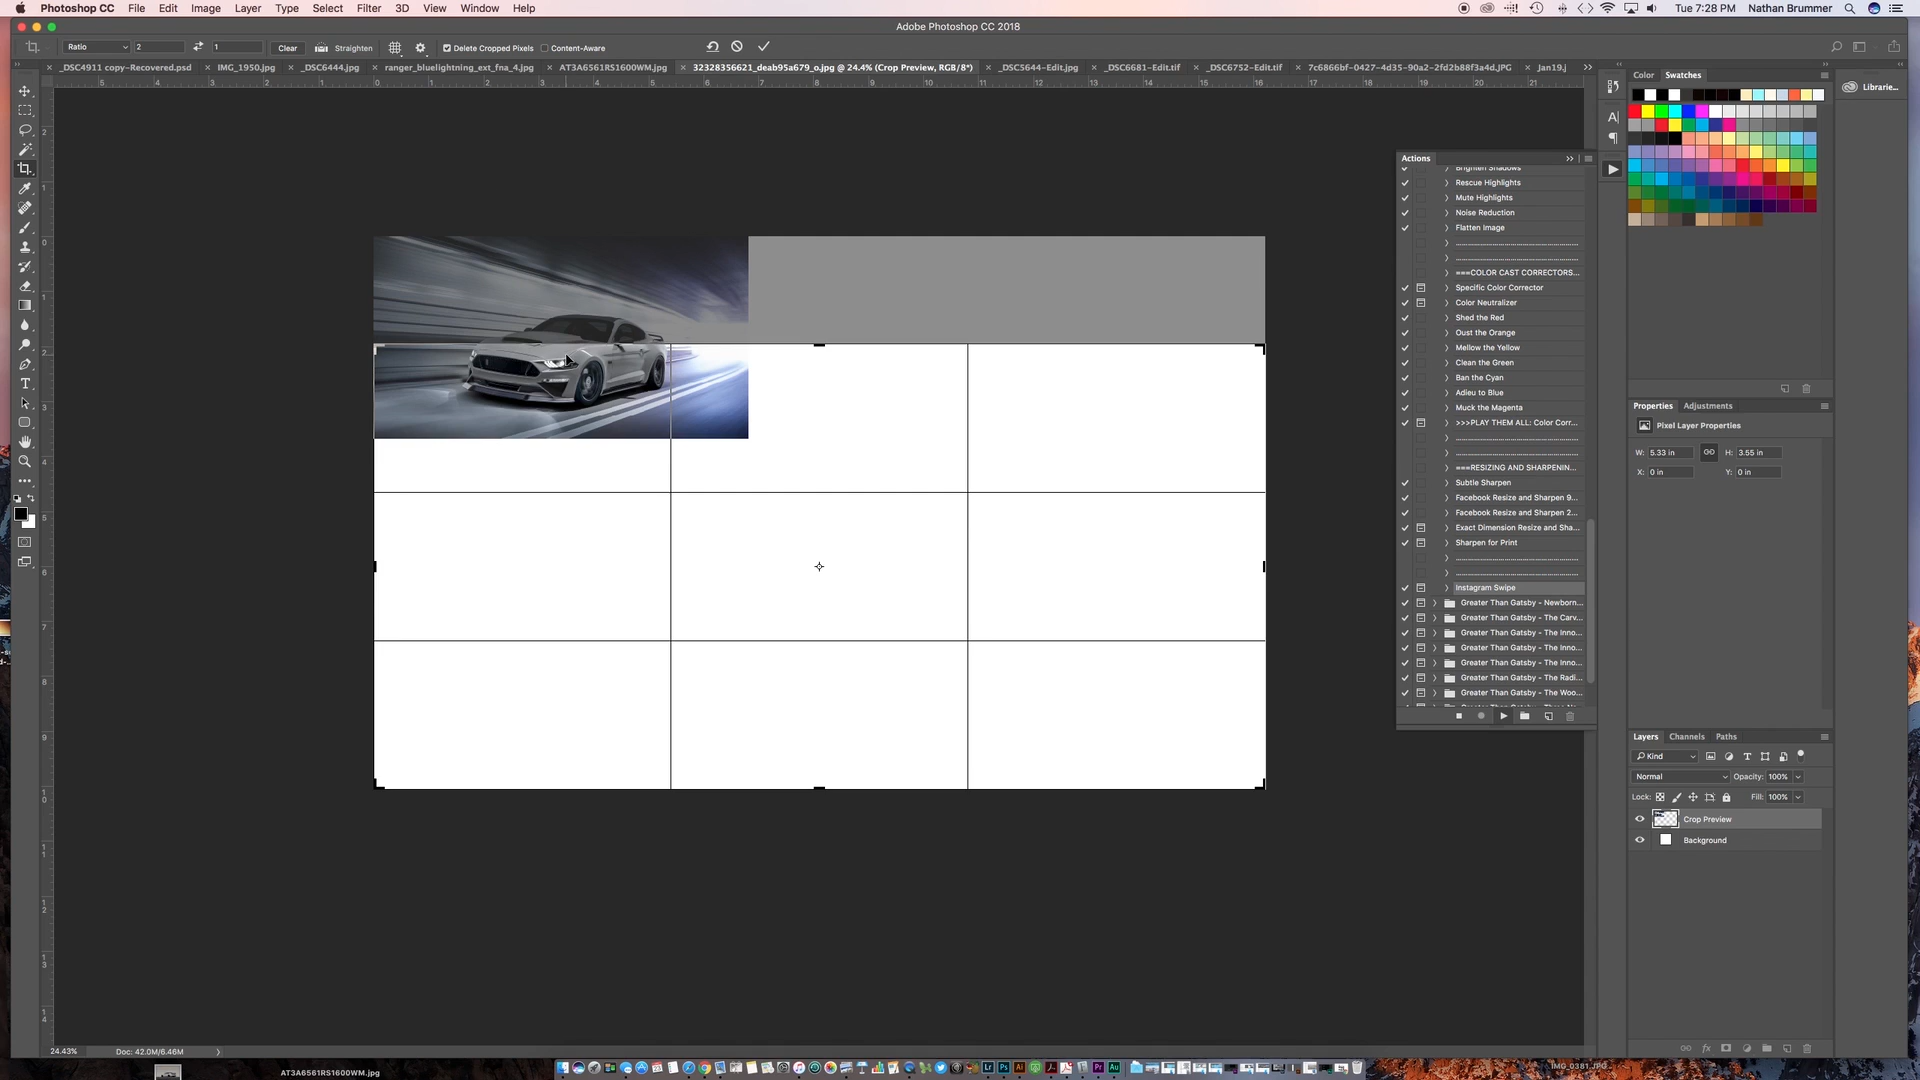 Photoshop CC File Edit Image Layer Type Select Filter 3D View Window Help
Tue 7:28 PM Nathan Brummer
Adobe Photoshop CC 2018
Ratio 2 1 Clear Straighten Delete Cropped Pixels Content-Aware
_DSC4911 copy-Recovered.psd IMG_1950.jpg _DSC6444.jpg ranger_bluelightning_ext_fna_4.jpg AT3A6561RS1600WM.jpg 32328356621_deab95a679_o.jpg @ 24.4% (Crop Preview, RGB/8*) _DSC5644-Edit.jpg _DSC6681-Edit.tif _DSC6752-Edit.tif 7c6866bf-0427-4d35-90a2-2fd2b88f3a4d.JPG Jan19.j
Color Swatches
Librarie...
Actions
Brighten Shadows
Rescue Highlights
Mute Highlights
Noise Reduction
Flatten Image
===COLOR CAST CORRECTORS...
Specific Color Corrector
Color Neutralizer
Shed the Red
Oust the Orange
Mellow the Yellow
Clean the Green
Ban the Cyan
Adieu to Blue
Muck the Magenta
>>>PLAY THEM ALL: Color Corr...
===RESIZING AND SHARPENIN...
Subtle Sharpen
Facebook Resize and Sharpen 9...
Facebook Resize and Sharpen 2...
Exact Dimension Resize and Sha...
Sharpen for Print
Instagram Swipe
Greater Than Gatsby - Newborn...
Greater Than Gatsby - The Carv...
Greater Than Gatsby - The Inno...
Greater Than Gatsby - The Inno...
Greater Than Gatsby - The Inno...
Greater Than Gatsby - The Radi...
Greater Than Gatsby - The Woo...
Properties Adjustments
Pixel Layer Properties
W: 5.33 in H: 3.55 in
X: 0 in Y: 0 in
Layers Channels Paths
Kind
Normal Opacity: 100%
Lock: Fill: 100%
Crop Preview
Background
24.43% Doc: 42.0M/6.46M
AT3A6561RS1600WM.jpg
IMG_0381.JPG